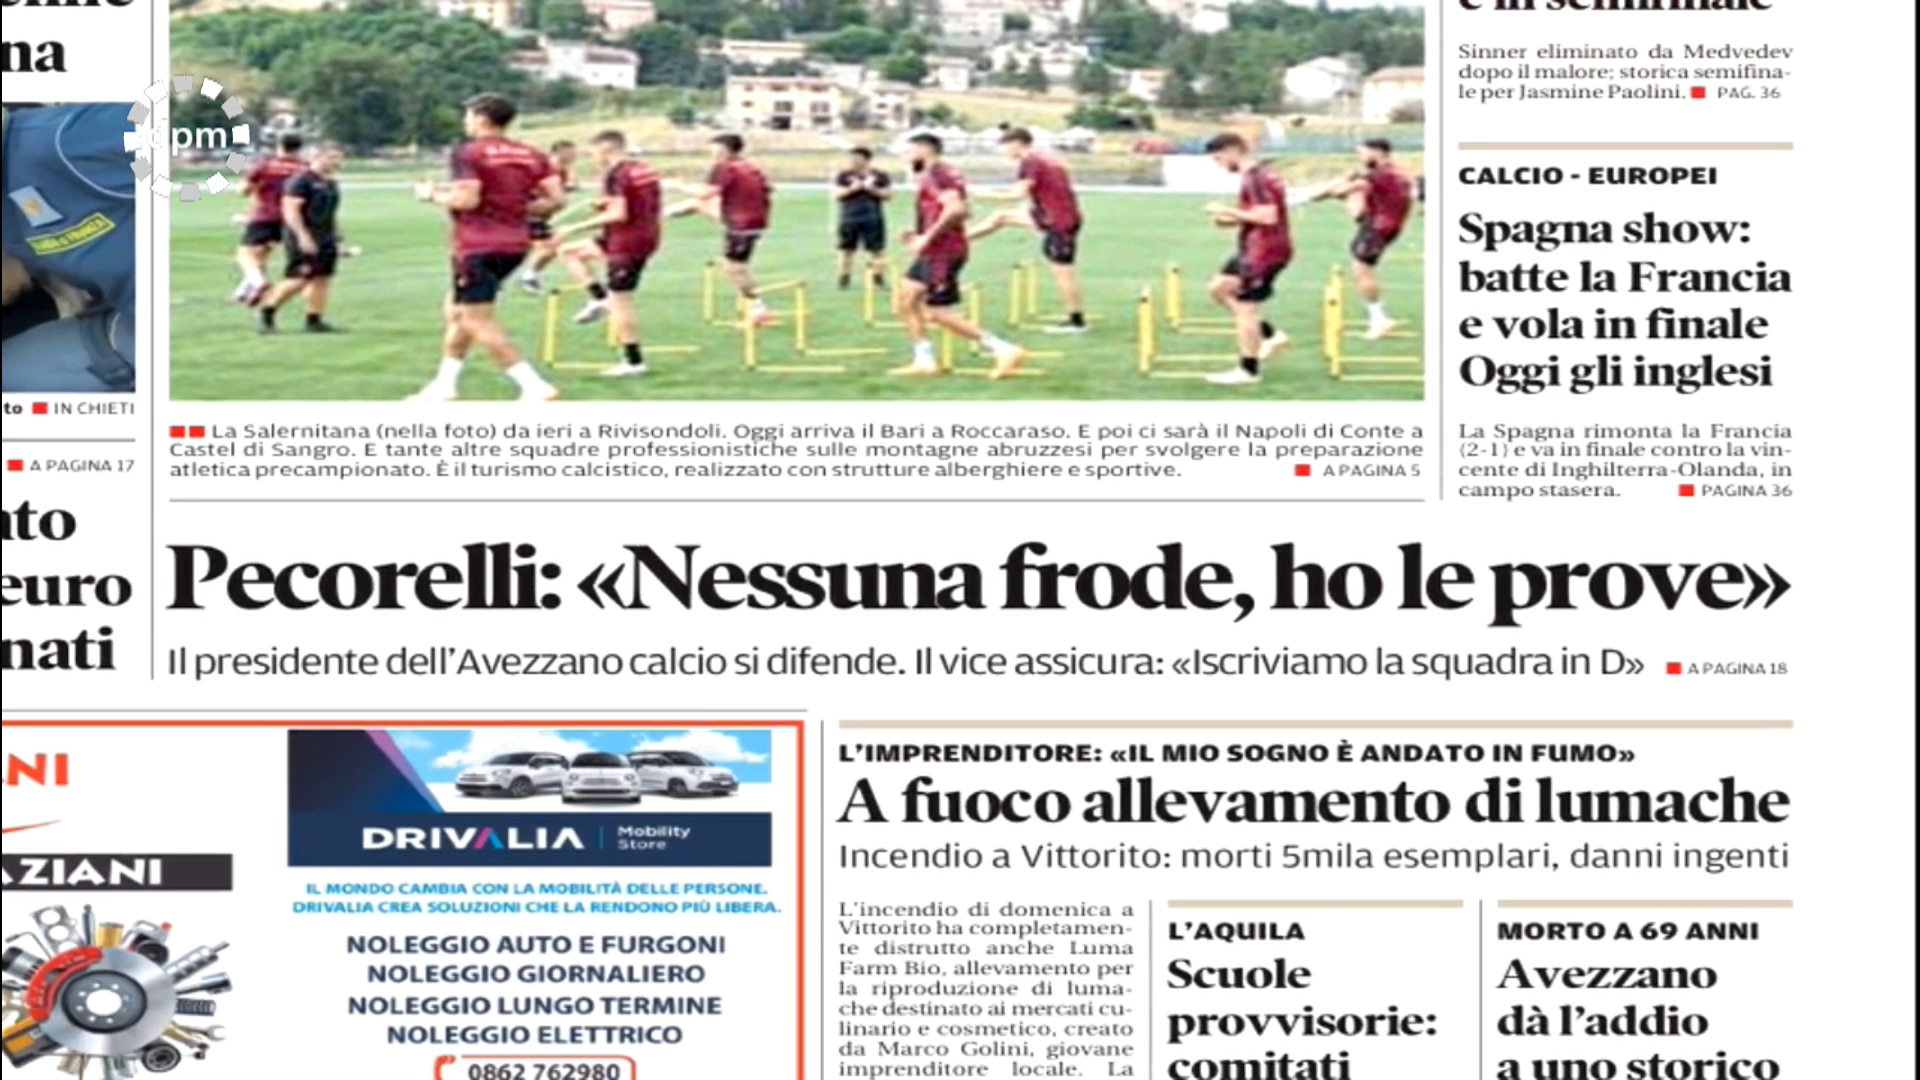 na
dpm
to ■ IN CHIETI
■ A PAGINA 17
euro
nati
■■ La Salernitana (nella foto) da ieri a Rivisondoli. Oggi arriva il Bari a Roccaraso. E poi ci sarà il Napoli di Conte a
Castel di Sangro. E tante altre squadre professionistiche sulle montagne abruzzesi per svolgere la preparazione
atletica precampionato. È il turismo calcistico, realizzato con strutture alberghiere e sportive. ■ A PAGINA 5
e in semifinale
Sinner eliminato da Medvedev
dopo il malore; storica semifina-
le per Jasmine Paolini. ■ PAG. 36
CALCIO - EUROPEI
Spagna show:
batte la Francia
e vola in finale
Oggi gli inglesi
La Spagna rimonta la Francia
(2-1) e va in finale contro la vin-
cente di Inghilterra-Olanda, in
campo stasera. ■ PAGINA 36
Pecorelli: «Nessuna frode, ho le prove»
Il presidente dell'Avezzano calcio si difende. Il vice assicura: «Iscriviamo la squadra in D» ■ A PAGINA 18
NI
AZIANI
DRIVALIA | Mobility
Store
IL MONDO CAMBIA CON LA MOBILITÀ DELLE PERSONE.
DRIVALIA CREA SOLUZIONI CHE LA RENDONO PIÙ LIBERA.
NOLEGGIO AUTO E FURGONI
NOLEGGIO GIORNALIERO
NOLEGGIO LUNGO TERMINE
NOLEGGIO ELETTRICO
0862 762980
L'IMPRENDITORE: «IL MIO SOGNO È ANDATO IN FUMO»
A fuoco allevamento di lumache
Incendio a Vittorito: morti 5mila esemplari, danni ingenti
L'incendio di domenica a
Vittorito ha completamen-
te distrutto anche Luma
Farm Bio, allevamento per
la riproduzione di luma-
che destinato ai mercati cu-
linario e cosmetico, creato
da Marco Golini, giovane
imprenditore locale. La
L'AQUILA
Scuole
provvisorie:
comitati
MORTO A 69 ANNI
Avezzano
dà l'addio
a uno storico